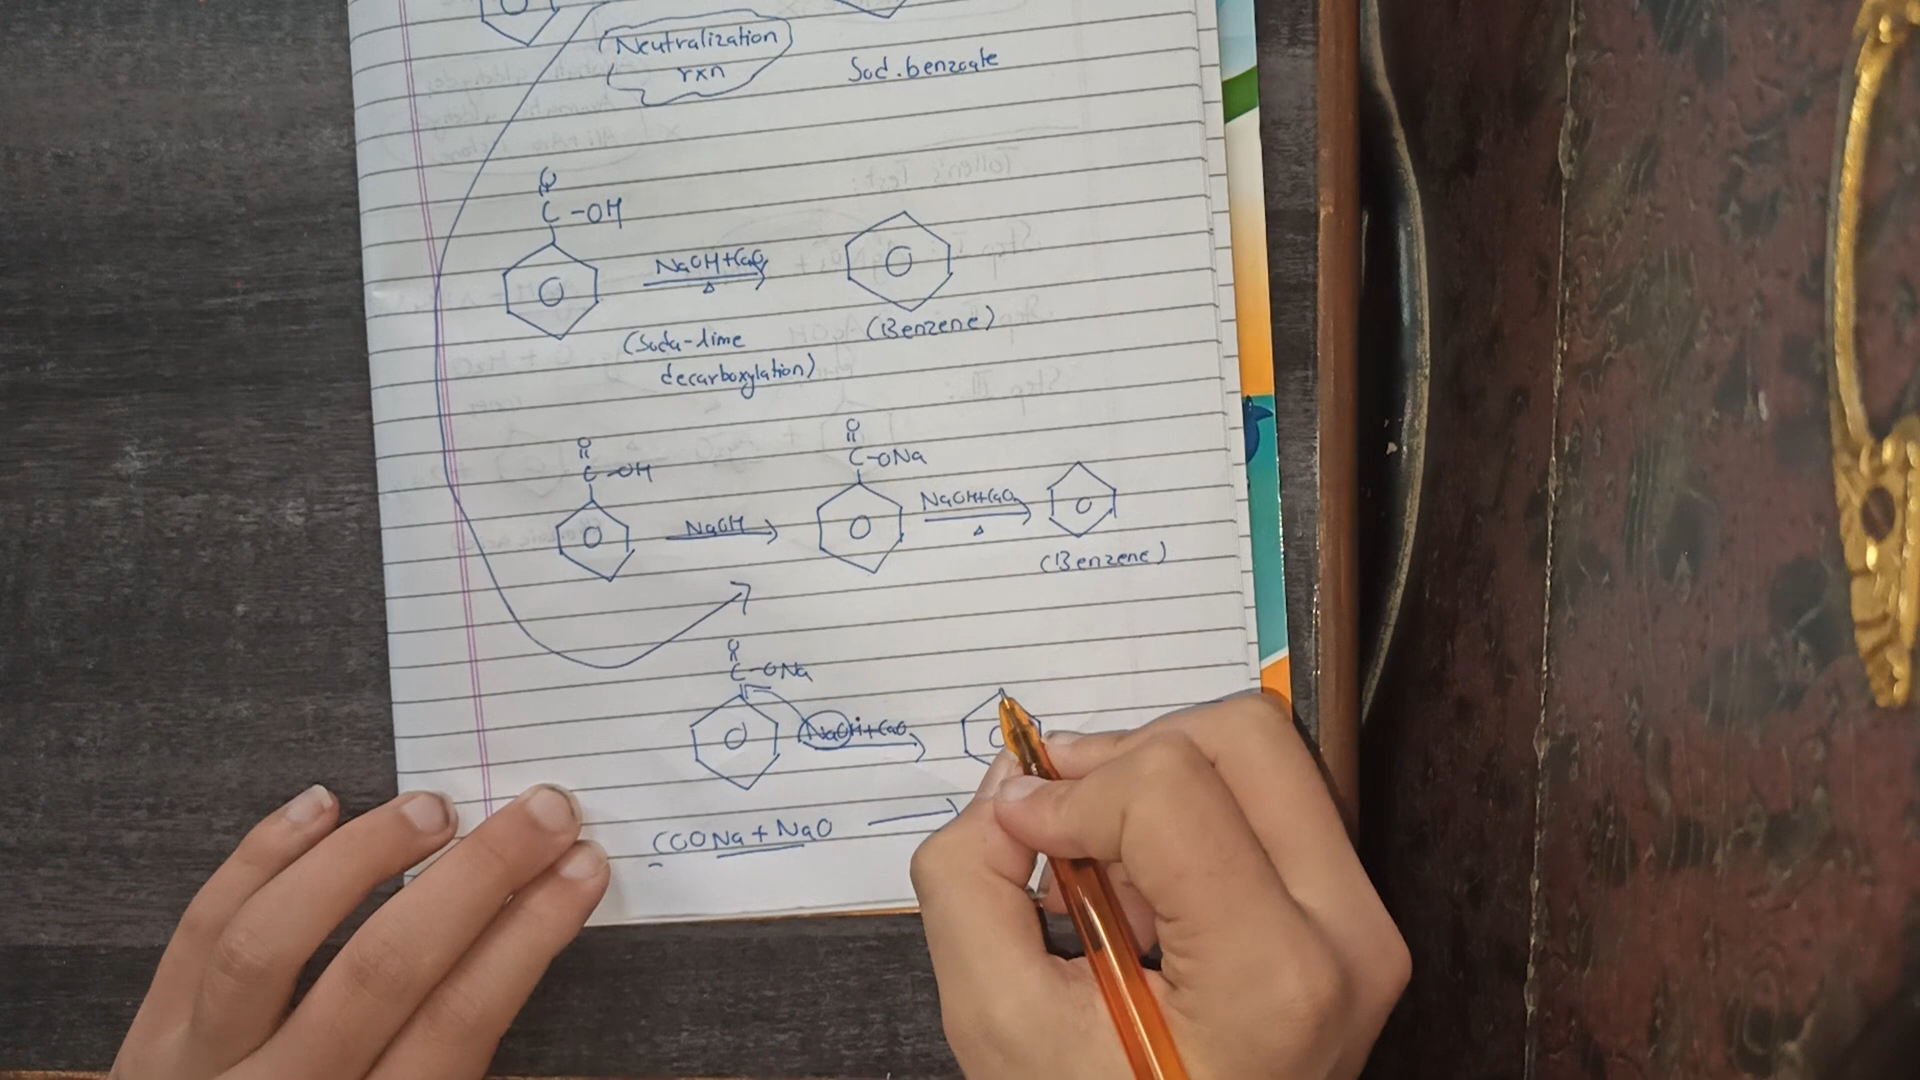 Neutralization
rxn
Sod. benzoate
O
C-OH
NaOH+CaO
Δ
(Soda-lime
decarboxylation)
(Benzene)
O
C-OH
NaOH
O
C-ONa
NaOH+CaO
Δ
(Benzene)
O
C-ONa
NaOH+CaO
COONa + NaO